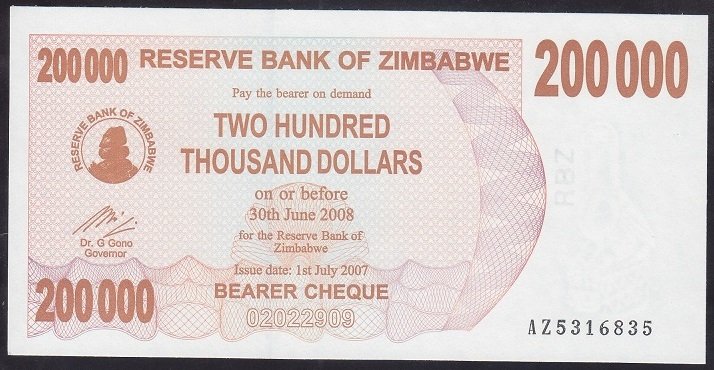 200 000
RESERVE BANK OF ZIMBABWE
200 000
Pay the bearer on demand
RESERVE BANK OF ZIMBABWE
TWO HUNDRED
THOUSAND DOLLARS
on or before
30th June 2008
for the Reserve Bank of
Zimbabwe
Dr. G Gono
Governor
Issue date: 1st July 2007
200 000
BEARER CHEQUE
02022909
RBZ
AZ5316835